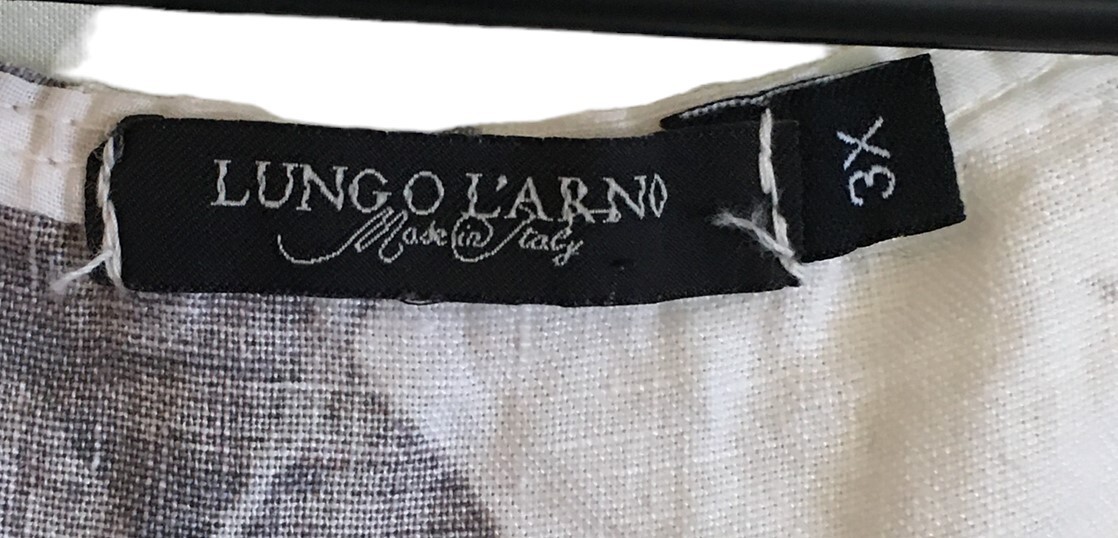 LUNGO L'ARNO
Made in Italy
3X